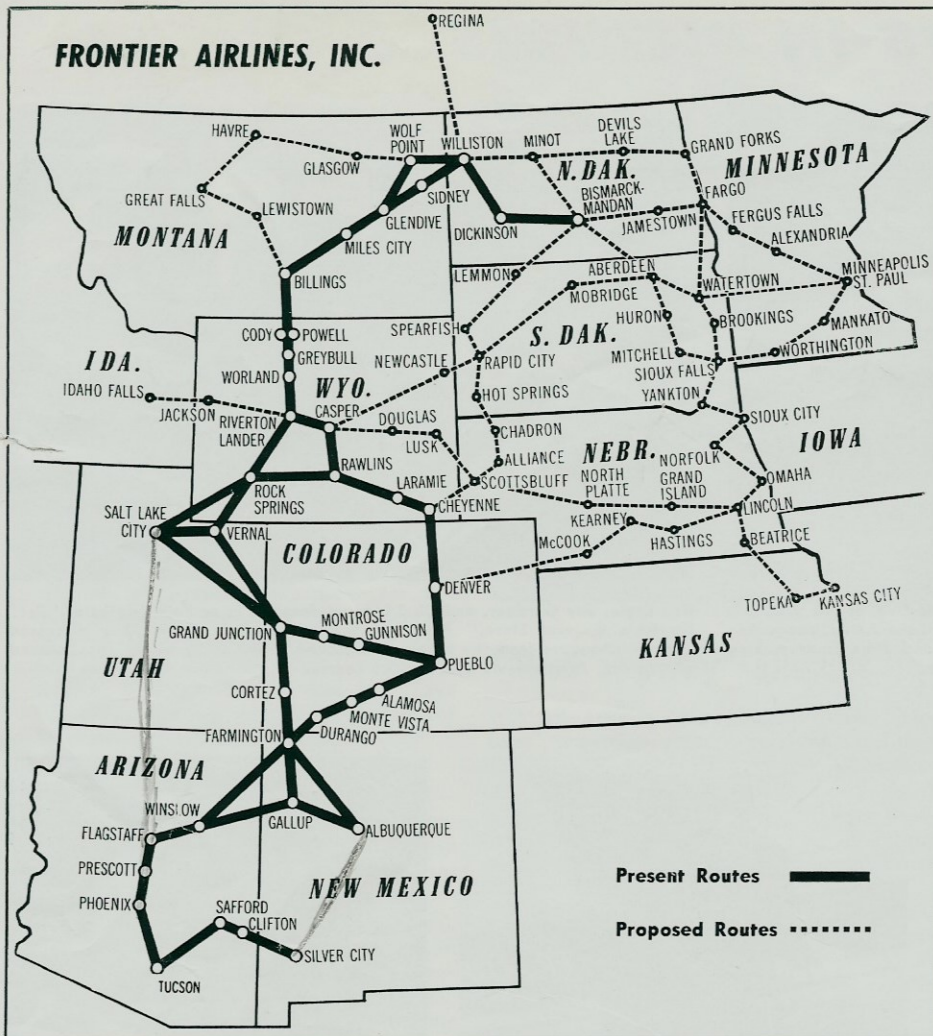 FRONTIER AIRLINES, INC.
REGINA
HAVRE
WOLF
POINT
WILLISTON
MINOT
DEVILS
LAKE
GRAND FORKS
GLASGOW
N. DAK.
MINNESOTA
GREAT FALLS
LEWISTOWN
SIDNEY
BISMARCK-
MANDAN
FARGO
MONTANA
GLENDIVE
DICKINSON
JAMESTOWN
FERGUS FALLS
MILES CITY
ALEXANDRIA
BILLINGS
LEMMON
ABERDEEN
WATERTOWN
MINNEAPOLIS
ST. PAUL
MOBRIDGE
CODY
POWELL
SPEARFISH
S. DAK.
HURON
BROOKINGS
MANKATO
GREYBULL
NEWCASTLE
RAPID CITY
MITCHELL
WORTHINGTON
IDA.
WORLAND
WYO.
SIOUX FALLS
IDAHO FALLS
JACKSON
CASPER
HOT SPRINGS
YANKTON
RIVERTON
LANDER
DOUGLAS
LUSK
CHADRON
SIOUX CITY
NEBR.
IOWA
ALLIANCE
NORFOLK
RAWLINS
LARAMIE
SCOTTSBLUFF
NORTH
PLATTE
GRAND
ISLAND
OMAHA
ROCK
SPRINGS
CHEYENNE
LINCOLN
SALT LAKE
CITY
VERNAL
KEARNEY
HASTINGS
BEATRICE
COLORADO
McCOOK
DENVER
TOPEKA
KANSAS CITY
MONTROSE
GUNNISON
GRAND JUNCTION
KANSAS
UTAH
PUEBLO
CORTEZ
ALAMOSA
MONTE VISTA
DURANGO
FARMINGTON
ARIZONA
WINSLOW
GALLUP
ALBUQUERQUE
FLAGSTAFF
PRESCOTT
NEW MEXICO
Present Routes
PHOENIX
SAFFORD
CLIFTON
Proposed Routes
SILVER CITY
TUCSON